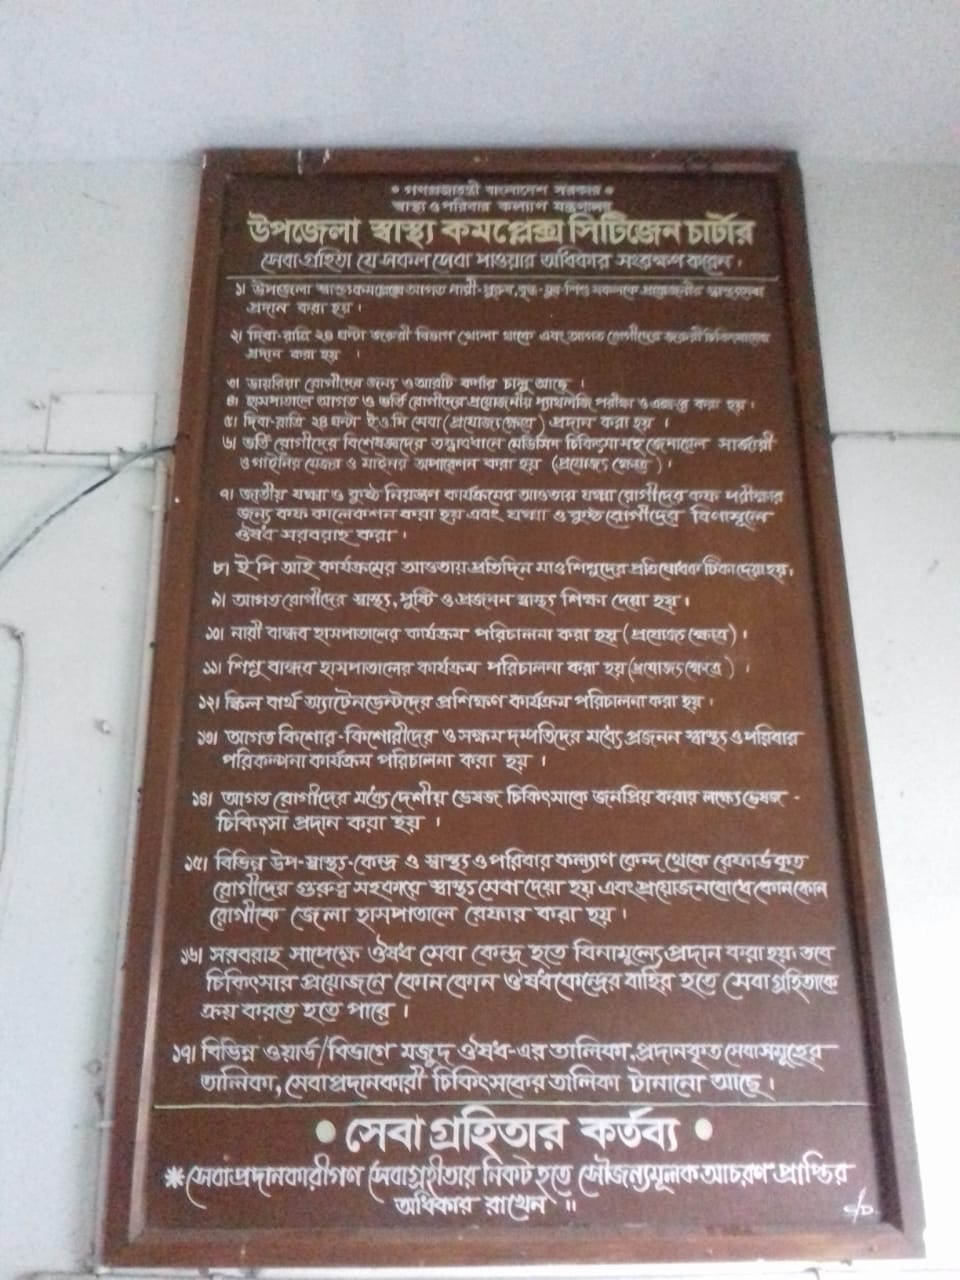 গণপ্রজাতন্ত্রী বাংলাদেশ সরকার
স্বাস্থ্য ও পরিবার কল্যাণ মন্ত্রণালয়
উপজেলা স্বাস্থ্য কমপ্লেক্স সিটিজেন চার্টার
সেবা গ্রহিতা যে সকল সেবা পাওয়ার অধিকার সংরক্ষণ করেন।
১। উপজেলা স্বাস্থ্যকমপ্লেক্সে আগত নারী-পুরুষ, বৃদ্ধ-যুব-শিশু সকলকে প্রয়োজনীয় স্বাস্থ্যসেবা
প্রদান করা হয়।
২। দিবা-রাত্রি ২৪ ঘন্টা জরুরী বিভাগ খোলা থাকে এবং আগত রোগীদের জরুরী চিকিৎসাসেবা
প্রদান করা হয় ।
৩। ডায়রিয়া রোগীদের জন্য ওআরটি কর্ণার চালু আছে ।
৪। হাসপাতালে আগত ও ভর্তি রোগীদের প্রয়োজনীয় প্যাথলজি পরীক্ষা ও এক্সরে করা হয়।
৫। দিবা-রাত্রি ২৪ ঘন্টা ইওসি সেবা (প্রযোজ্যক্ষেত্রে) প্রদান করা হয় ।
৬। ভর্তি রোগীদের বিশেষজ্ঞদের তত্ত্বাবধানে মেডিসিন চিকিৎসা সহ জেনারেল সার্জারী
ও গাইনির মেজর ও মাইনর অপারেশন করা হয় (প্রযোজ্য ক্ষেত্রে)।
৭। জাতীয় যক্ষ্মা ও কুষ্ঠ নিয়ন্ত্রণ কার্যক্রমের আওতায় যক্ষ্মা রোগীদের কফ পরীক্ষার
জন্য কফ কালেকশন করা হয় এবং যক্ষ্মা ও কুষ্ঠ রোগীদের বিণামূলে
ঔষধ সরবরাহ করা ।
৮। ই পি আই কার্যক্রমের আওতায় প্রতিদিন মা ও শিশুদের প্রতিষেধক টিকা দেয়া হয়।
৯। আগত রোগীদের স্বাস্থ্য, পুষ্টি ও প্রজনন স্বাস্থ্য শিক্ষা দেয়া হয়।
১০। নারী বান্ধব হাসপাতালের কার্যক্রম পরিচালনা করা হয় (প্রযোজ্য ক্ষেত্রে)।
১১। শিশু বান্ধব হাসপাতালের কার্যক্রম পরিচালনা করা হয় (প্রযোজ্য ক্ষেত্রে) ।
১২। স্কিল বার্থ অ্যাটেনডেন্টদের প্রশিক্ষণ কার্যক্রম পরিচালনা করা হয় ।
১৩। আগত কিশোর-কিশোরীদের ও সক্ষম দম্পতিদের মধ্যে প্রজনন স্বাস্থ্য ও পরিবার
পরিকল্পনা কার্যক্রম পরিচালনা করা হয় ।
১৪। আগত রোগীদের মধ্যে দেশীয় ভেষজ চিকিৎসাকে জনপ্রিয় করার লক্ষ্যে ভেষজ-
চিকিৎসা প্রদান করা হয় ।
১৫। বিভিন্ন উপ-স্বাস্থ্য-কেন্দ্র ও স্বাস্থ্য ও পরিবার কল্যাণ কেন্দ থেকে রেফার্ডকৃত
রোগীদের গুরুত্ব সহকারে স্বাস্থ্য সেবা দেয়া হয় এবং প্রয়োজনবোধে কোন কোন
রোগীকে জেলা হাসপাতালে রেফার করা হয়।
১৬। সরবরাহ সাপেক্ষে ঔষধ সেবা কেন্দ্র হতে বিনামূল্যে প্রদান করা হয় তবে
চিকিৎসার প্রয়োজনে কোন কোন ঔষধ কেন্দ্রের বাহির হতে সেবা গ্রহিতাকে
ক্রয় করতে হতে পারে ।
১৭। বিভিন্ন ওয়ার্ড/বিভাগে মজুদ ঔষধ-এর তালিকা, প্রদানকৃত সেবা সমূহের
তালিকা, সেবা প্রদানকারী চিকিৎসকের তালিকা টানানো আছে।
• সেবা গ্রহিতার কর্তব্য •
* সেবা প্রদানকারীগণ সেবাগ্রহীতার নিকট হতে সৌজন্যমূলক আচরণ প্রাপ্তির
অধিকার রাখেন ॥